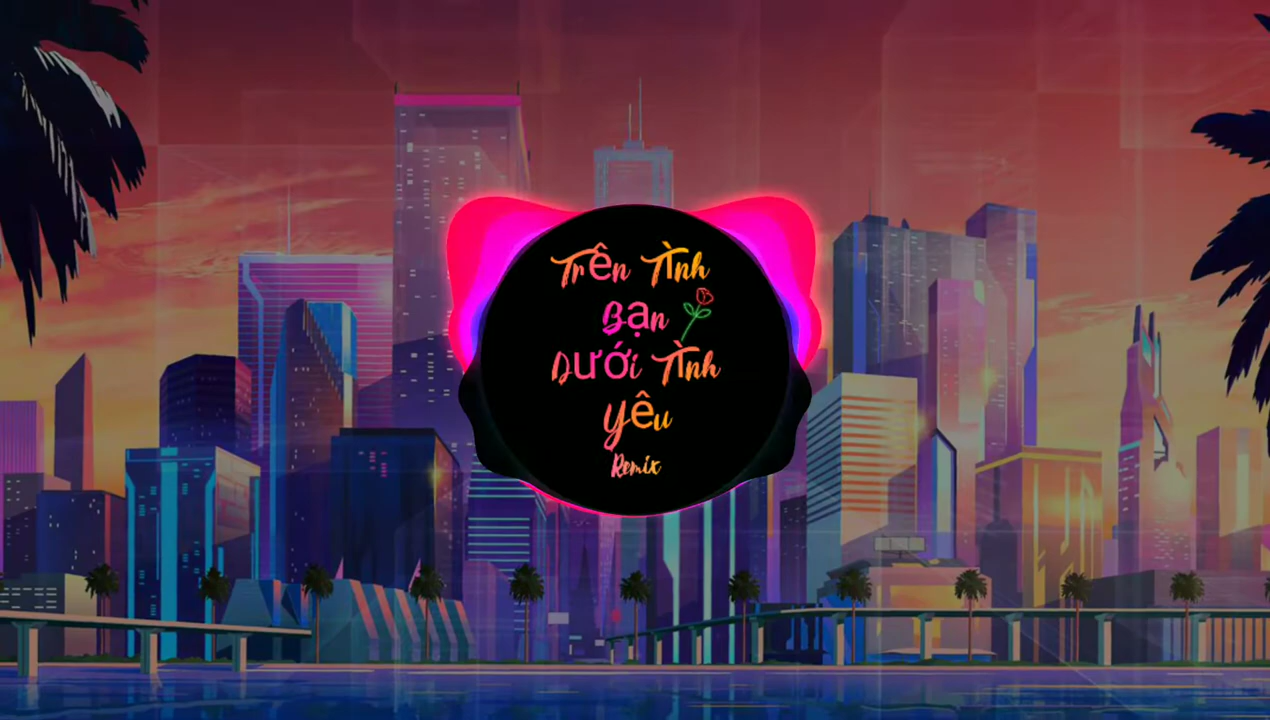 Trên Tình
Bạn
Dưới Tình
Yêu
Remix